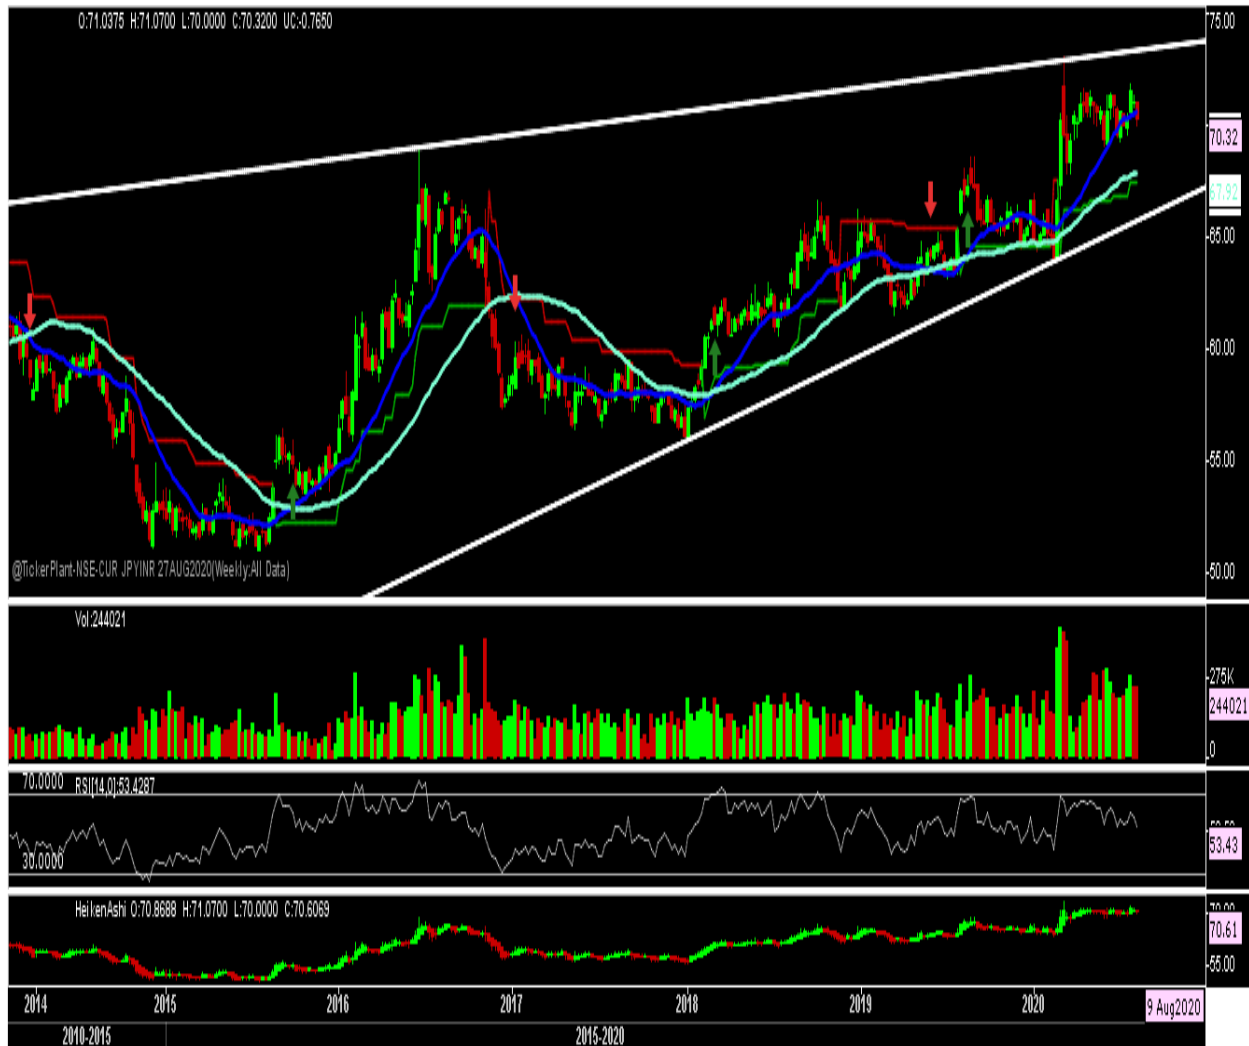 O:71.0375 H:71.0700 L:70.0000 C:70.3200 UC:-0.7650
75.00
70.32
67.92
65.00
60.00
55.00
@TickerPlant-NSE-CUR JPYINR 27AUG2020(Weekly:All Data)
50.00
Vol:244021
275K
244021
0
70.0000 RSI[14,0]:53.4287
53.43
30.0000
HeikenAshi O:70.8688 H:71.0700 L:70.0000 C:70.6069
70.61
55.00
2014 2015 2016 2017 2018 2019 2020 9 Aug2020
2010-2015 2015-2020